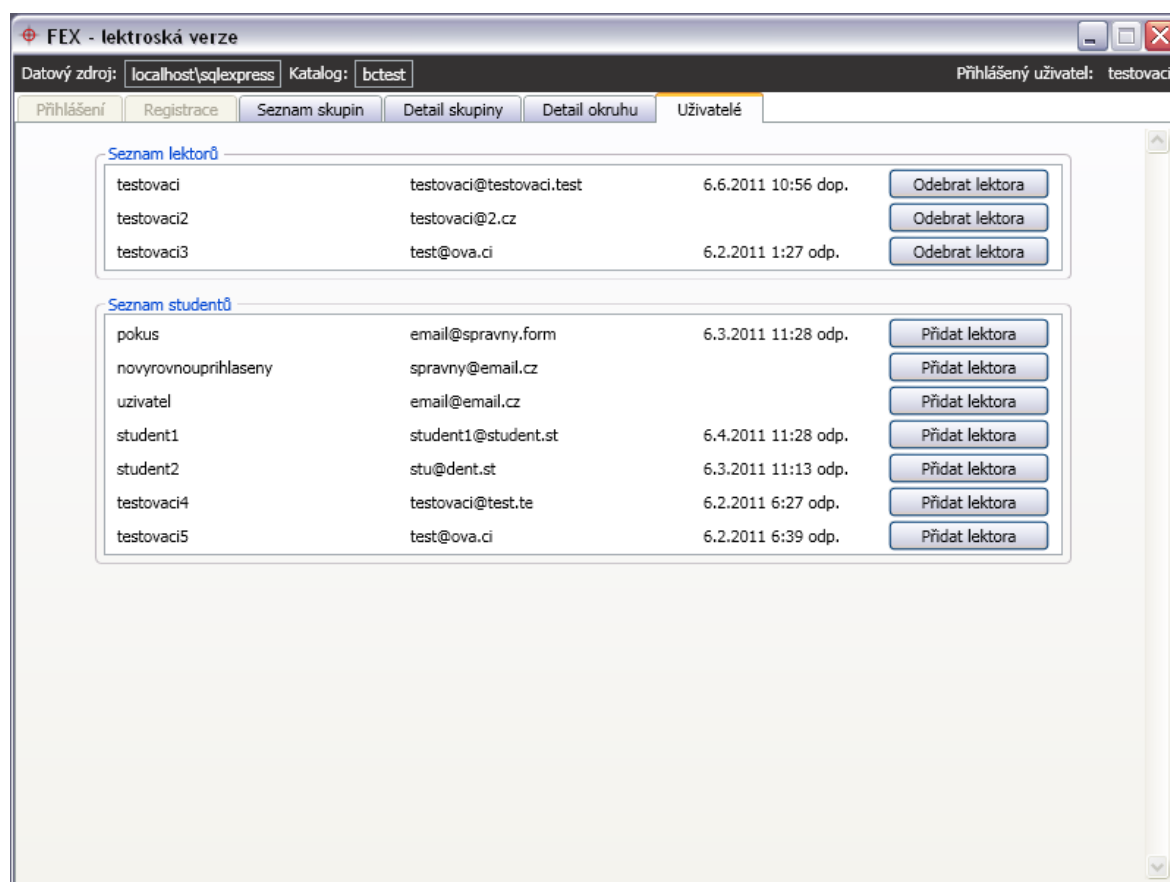 FEX - lektroská verze
Datový zdroj: localhost\sqlexpress Katalog: bctest Přihlášený uživatel: testovaci
Přihlášení Registrace Seznam skupin Detail skupiny Detail okruhu Uživatelé
Seznam lektorů
testovaci testovaci@testovaci.test 6.6.2011 10:56 dop. Odebrat lektora
testovaci2 testovaci@2.cz Odebrat lektora
testovaci3 test@ova.ci 6.2.2011 1:27 odp. Odebrat lektora
Seznam studentů
pokus email@spravny.form 6.3.2011 11:28 odp. Přidat lektora
novyrovnouprihlaseny spravny@email.cz Přidat lektora
uzivatel email@email.cz Přidat lektora
student1 student1@student.st 6.4.2011 11:28 odp. Přidat lektora
student2 stu@dent.st 6.3.2011 11:13 odp. Přidat lektora
testovaci4 testovaci@test.te 6.2.2011 6:27 odp. Přidat lektora
testovaci5 test@ova.ci 6.2.2011 6:39 odp. Přidat lektora